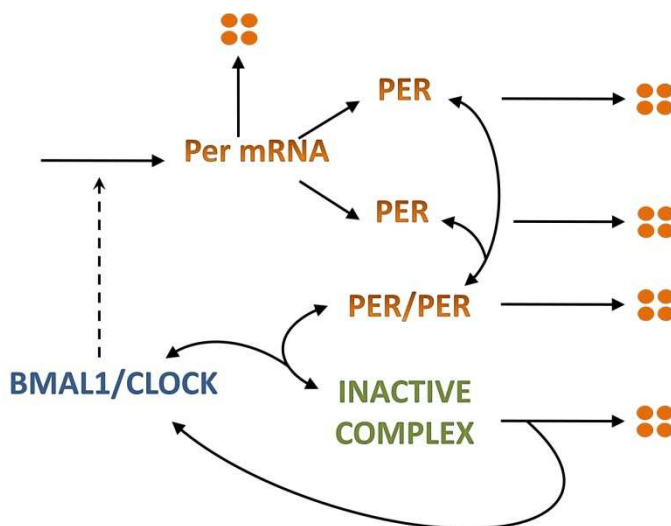 PER
Per mRNA
PER
PER/PER
BMAL1/CLOCK
INACTIVE
COMPLEX